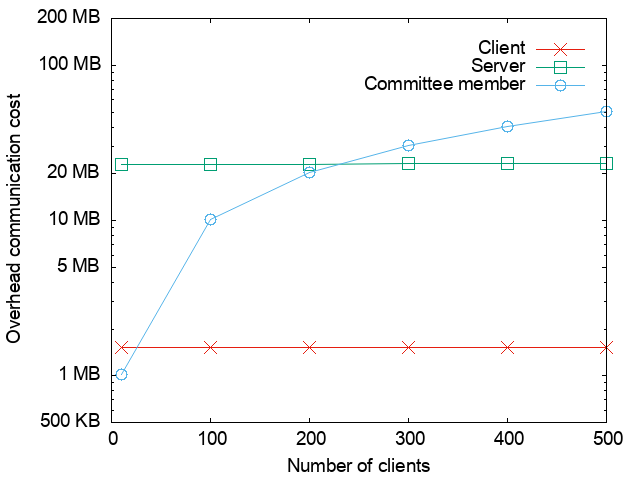 200 MB
100 MB
20 MB
10 MB
5 MB
1 MB
500 KB
Overhead communication cost
Client
Server
Committee member
0 100 200 300 400 500
Number of clients